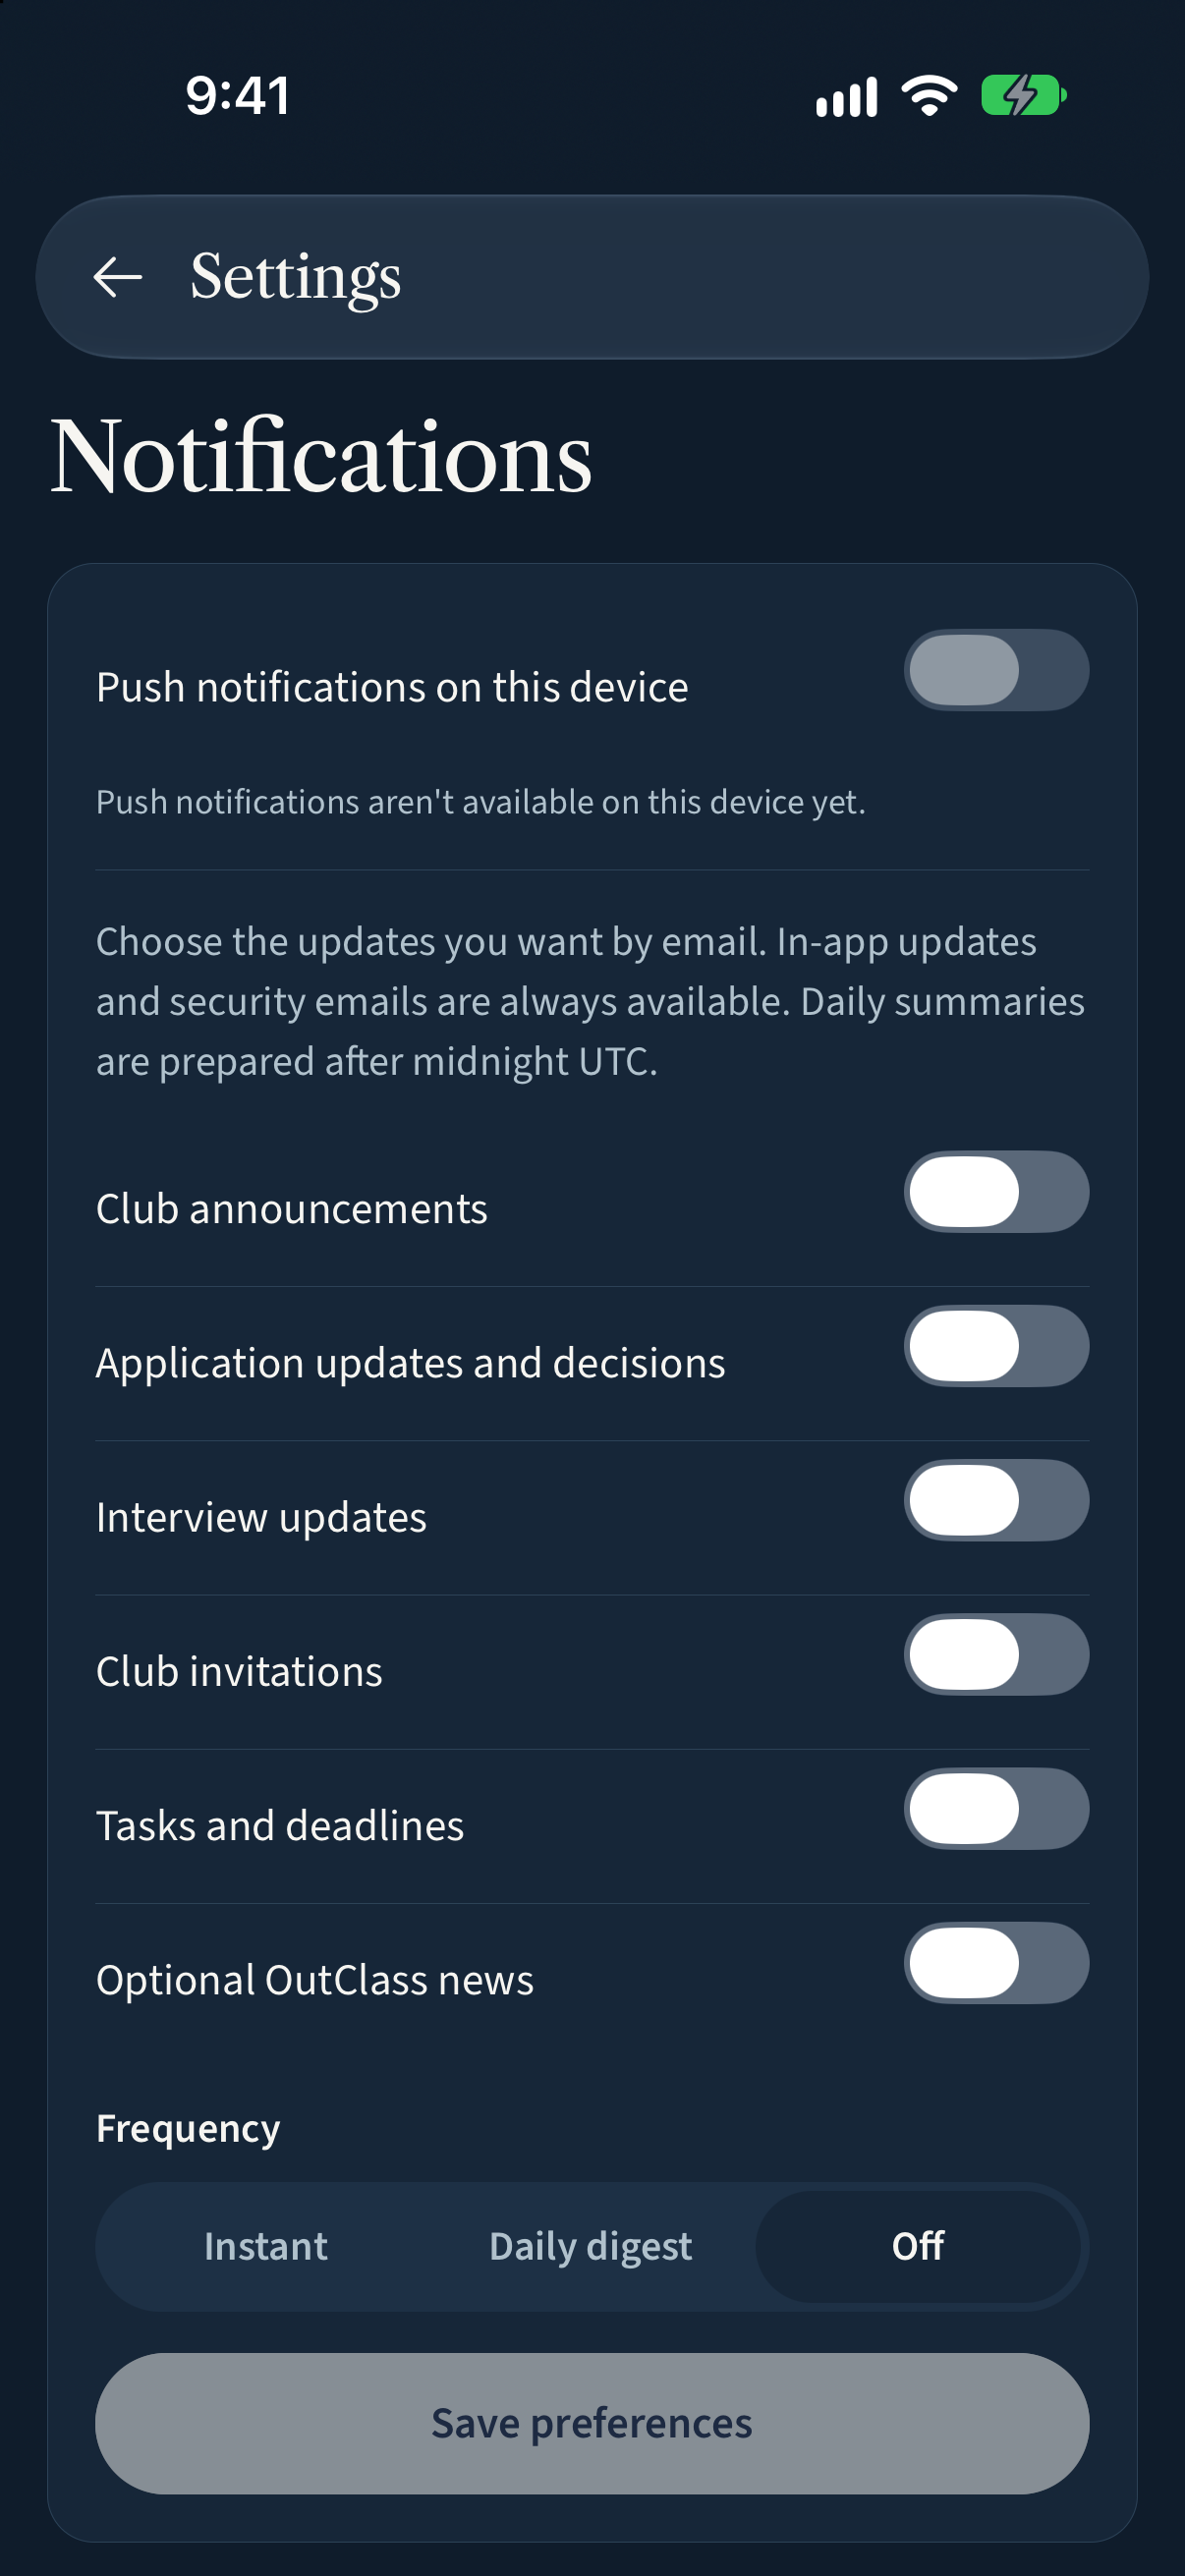 9:41
Settings
Notifications
Push notifications on this device
Push notifications aren't available on this device yet.
Choose the updates you want by email. In-app updates
and security emails are always available. Daily summaries
are prepared after midnight UTC.
Club announcements
Application updates and decisions
Interview updates
Club invitations
Tasks and deadlines
Optional OutClass news
Frequency
Instant Daily digest Off
Save preferences